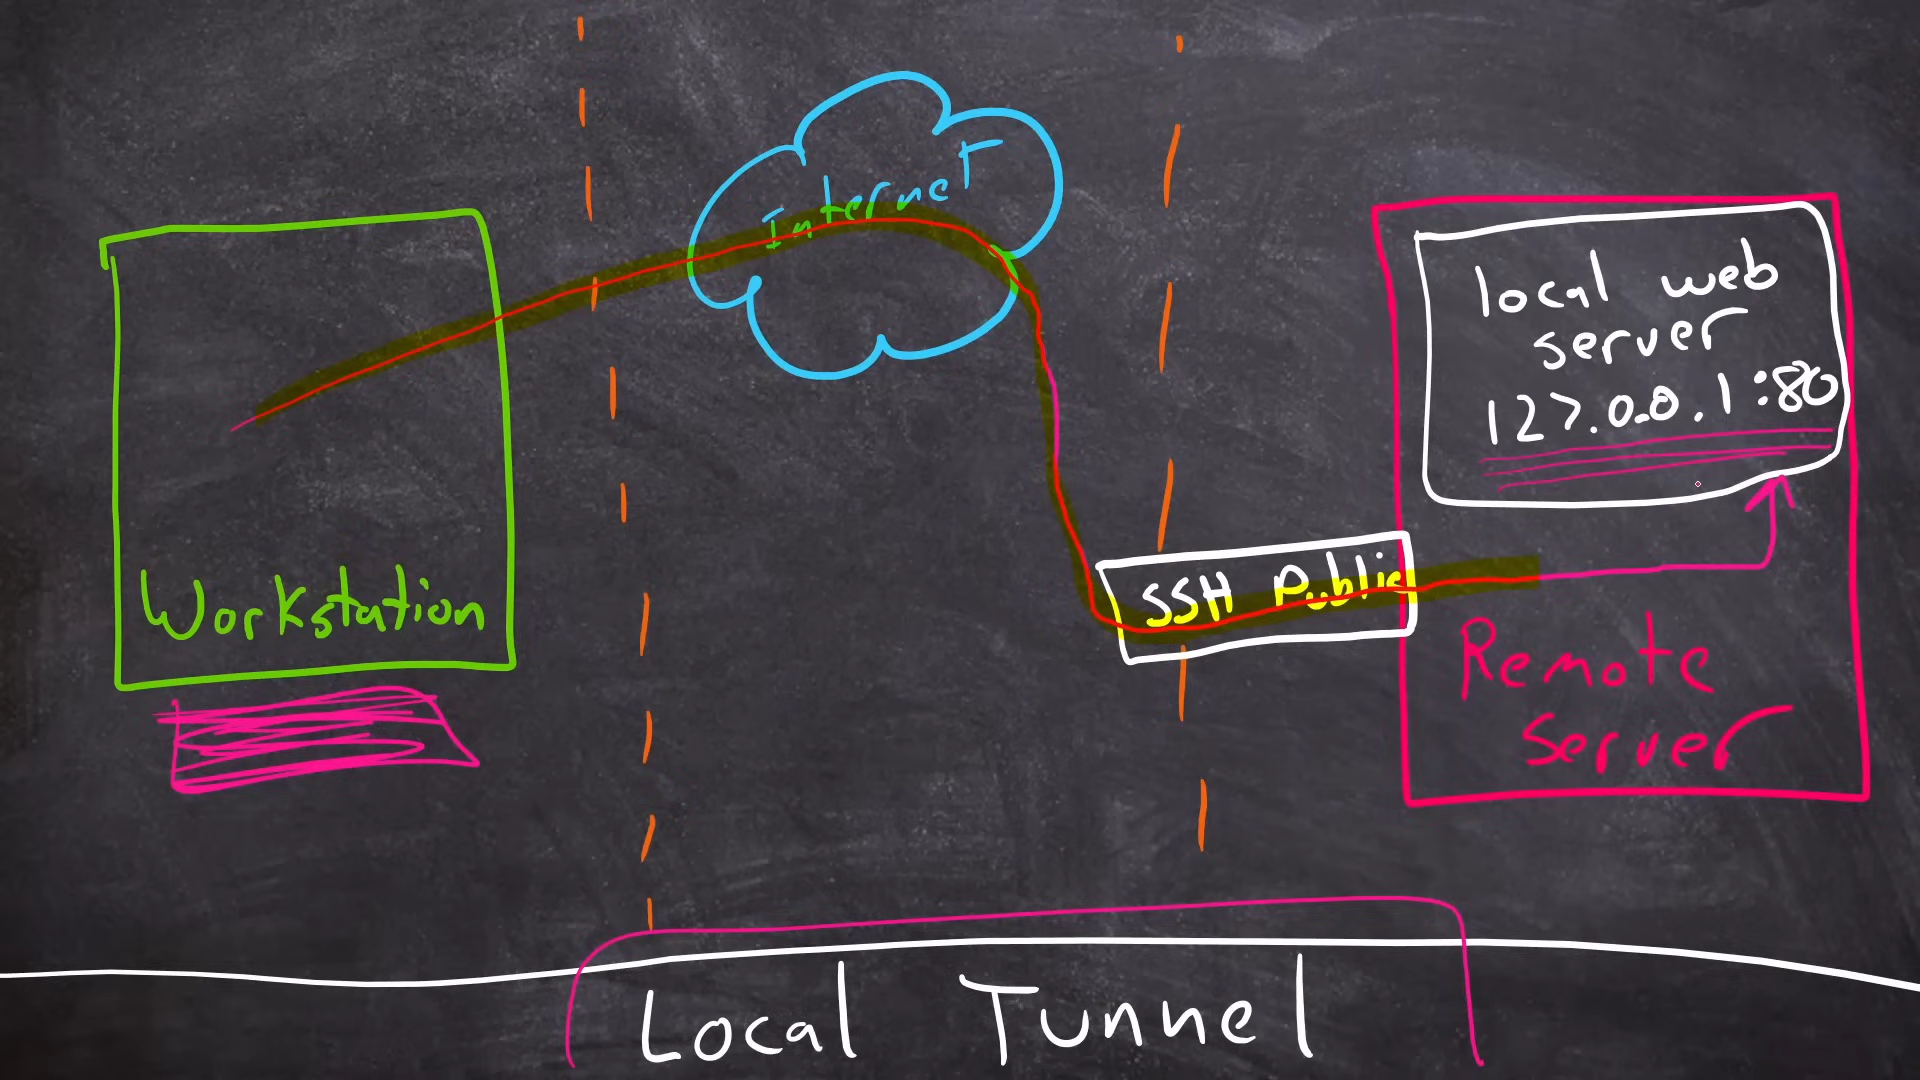 Internet
local web
server
127.0.0.1:80
Workstation
SSH Public
Remote
Server
Local Tunnel